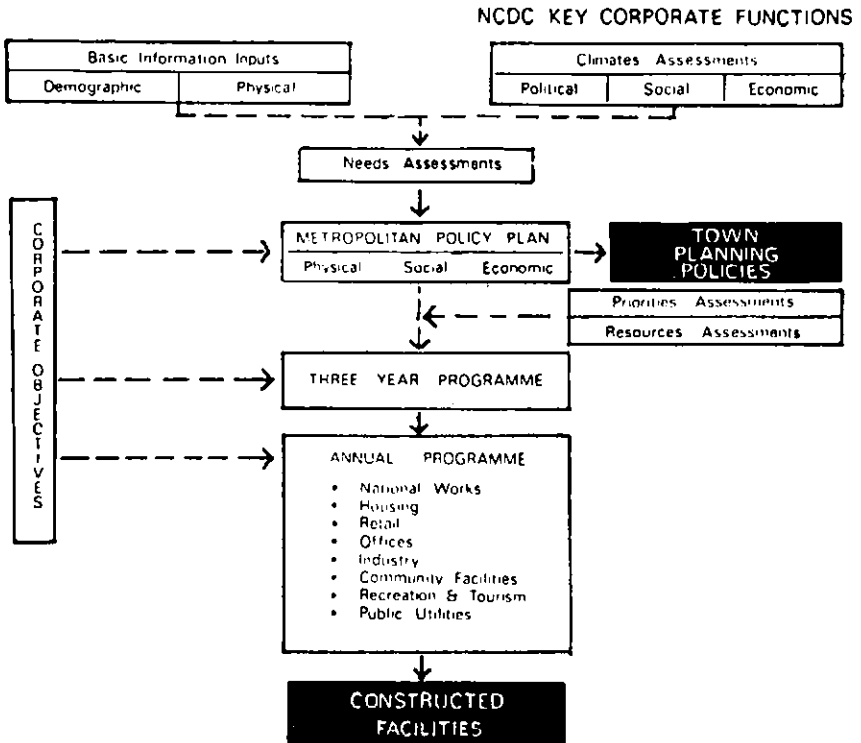 NCDC KEY CORPORATE FUNCTIONS
Basic Information Inputs
Demographic Physical
Climates Assessments
Political Social Economic
Needs Assessments
CORPORATE OBJECTIVES
METROPOLITAN POLICY PLAN
Physical Social Economic
TOWN
PLANNING
POLICIES
Priorities Assessments
Resources Assessments
THREE YEAR PROGRAMME
ANNUAL PROGRAMME
• National Works
• Housing
• Retail
• Offices
• Industry
• Community Facilities
• Recreation & Tourism
• Public Utilities
CONSTRUCTED
FACILITIES